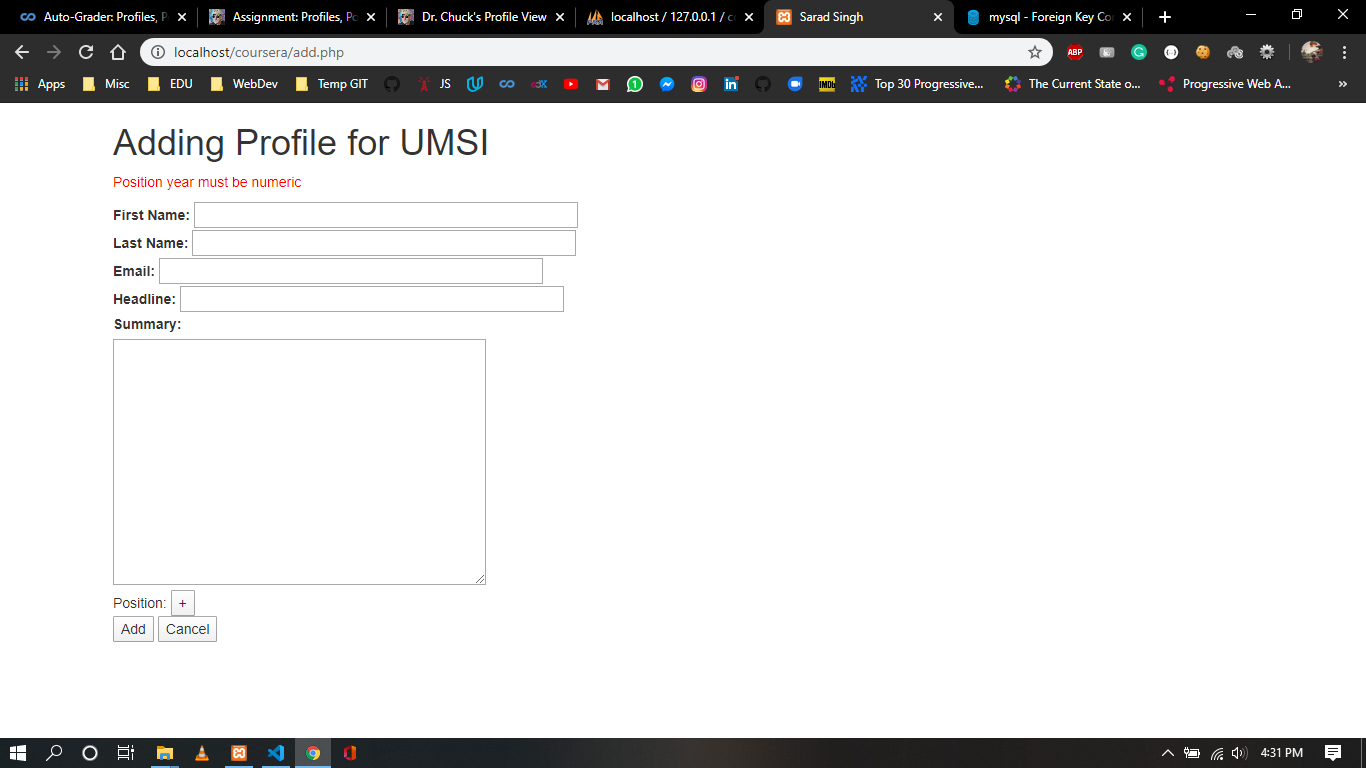 Auto-Grader: Profiles, P
Assignment: Profiles, Po
Dr. Chuck's Profile View
localhost / 127.0.0.1 / c
Sarad Singh
mysql - Foreign Key Co
localhost/coursera/add.php
ABP
Apps
Misc
EDU
WebDev
Temp GIT
JS
IMDb
Top 30 Progressive...
The Current State o...
Progressive Web A...
Adding Profile for UMSI
Position year must be numeric
First Name:
Last Name:
Email:
Headline:
Summary:
Position: +
Add Cancel
4:31 PM